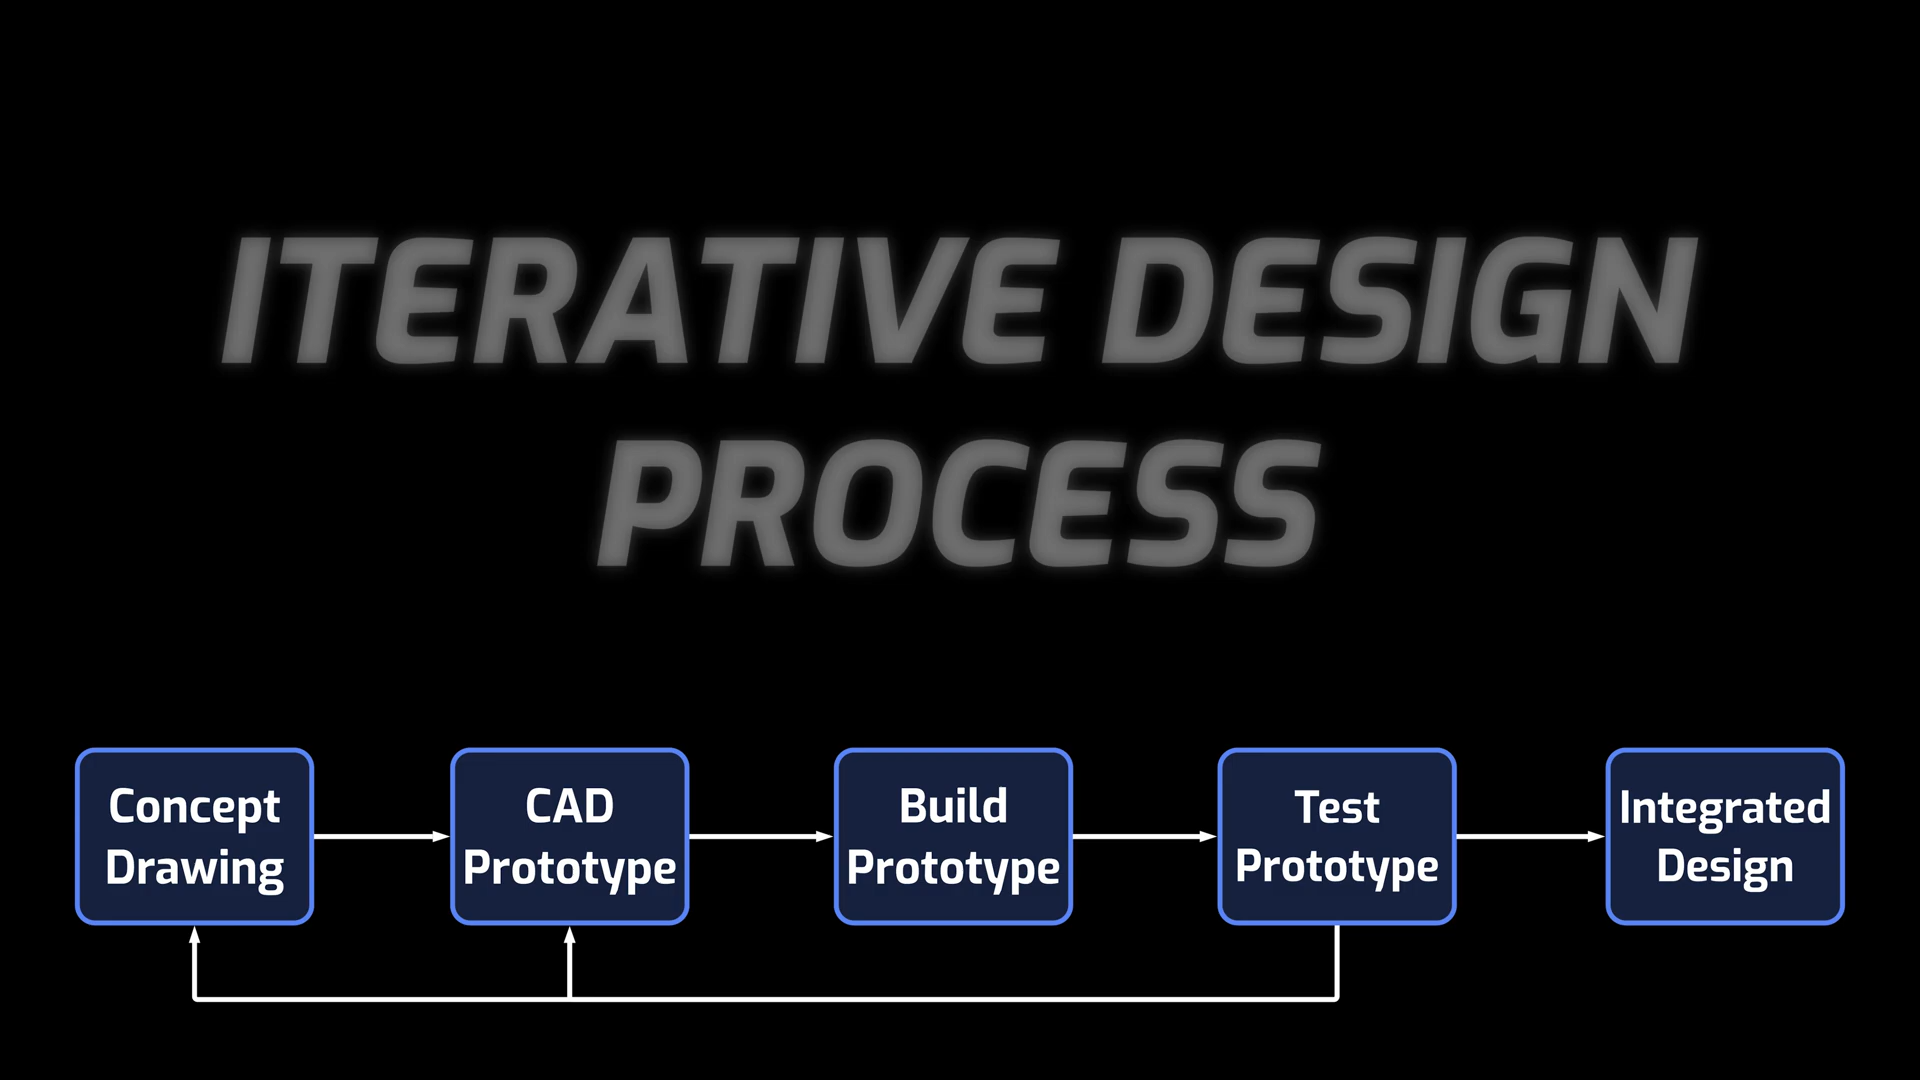 ITERATIVE DESIGN
PROCESS
Concept
Drawing
CAD
Prototype
Build
Prototype
Test
Prototype
Integrated
Design